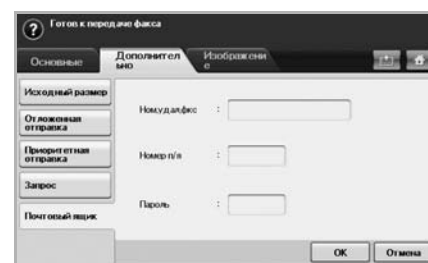 ? Готов к передаче факса
Основные
Дополнител
ьно
Изображени
е
Исходный размер
Отложенная
отправка
Приоритетная
отправка
Запрос
Почтовый ящик
Ном.удал.фкс :
Номер п/я :
Пароль :
OK
Отмена